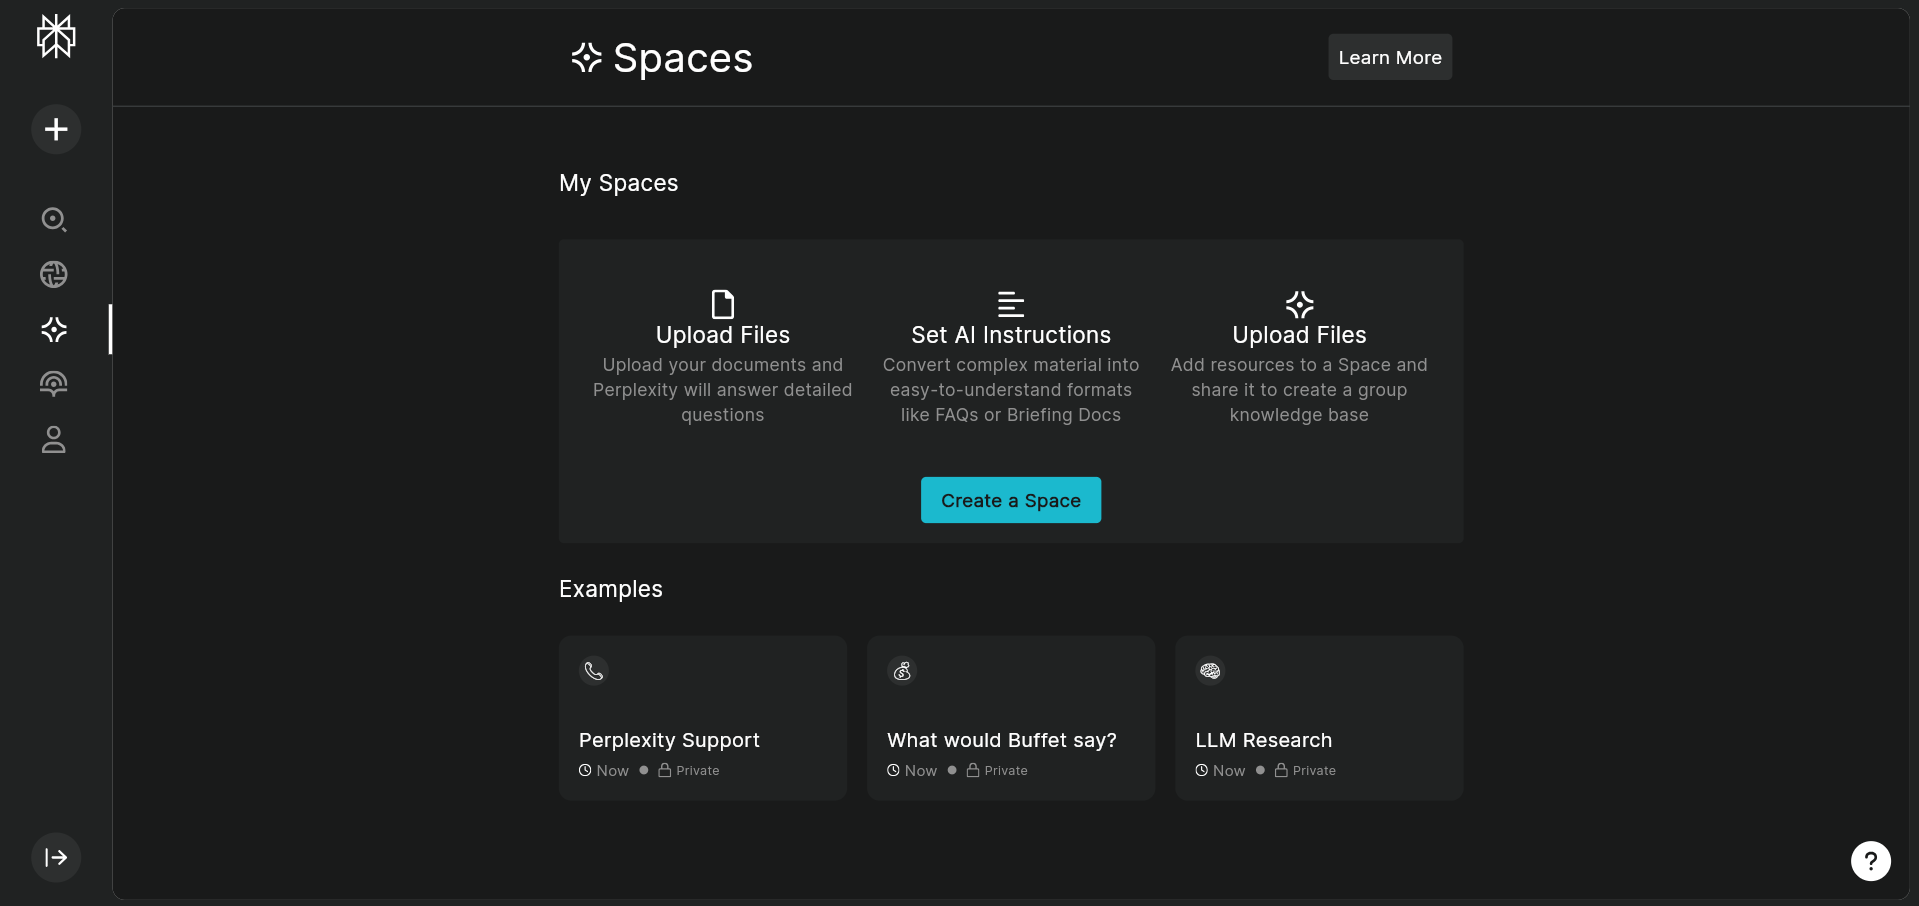 Spaces
Learn More
My Spaces
Upload Files
Upload your documents and
Perplexity will answer detailed
questions
Set AI Instructions
Convert complex material into
easy-to-understand formats
like FAQs or Briefing Docs
Upload Files
Add resources to a Space and
share it to create a group
knowledge base
Create a Space
Examples
Perplexity Support
Now Private
What would Buffet say?
Now Private
LLM Research
Now Private
?